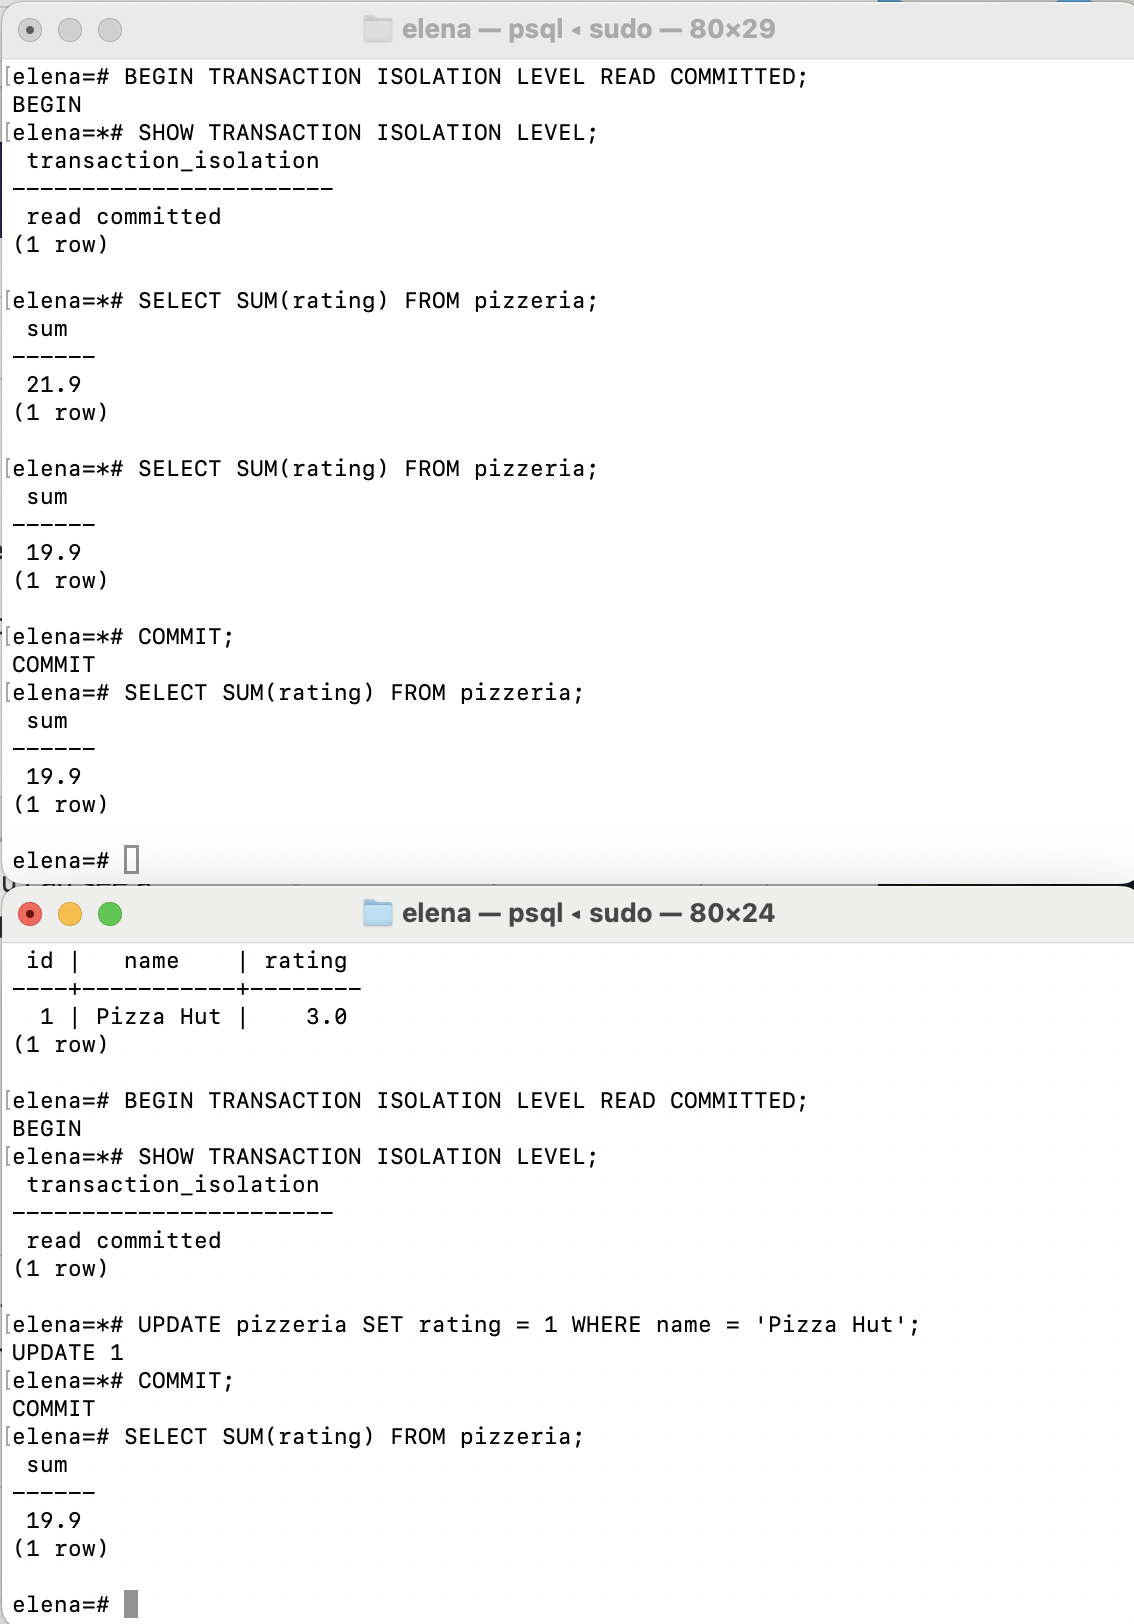 elena — psql ◂ sudo — 80×29
[elena=# BEGIN TRANSACTION ISOLATION LEVEL READ COMMITTED;
BEGIN
[elena=*# SHOW TRANSACTION ISOLATION LEVEL;
 transaction_isolation
-----------------------
 read committed
(1 row)

[elena=*# SELECT SUM(rating) FROM pizzeria;
 sum
------
 21.9
(1 row)

[elena=*# SELECT SUM(rating) FROM pizzeria;
 sum
------
 19.9
(1 row)

[elena=*# COMMIT;
COMMIT
[elena=# SELECT SUM(rating) FROM pizzeria;
 sum
------
 19.9
(1 row)

elena=#
elena — psql ◂ sudo — 80×24
 id |   name    | rating
----+-----------+--------
  1 | Pizza Hut |    3.0
(1 row)

[elena=# BEGIN TRANSACTION ISOLATION LEVEL READ COMMITTED;
BEGIN
[elena=*# SHOW TRANSACTION ISOLATION LEVEL;
 transaction_isolation
-----------------------
 read committed
(1 row)

[elena=*# UPDATE pizzeria SET rating = 1 WHERE name = 'Pizza Hut';
UPDATE 1
[elena=*# COMMIT;
COMMIT
[elena=# SELECT SUM(rating) FROM pizzeria;
 sum
------
 19.9
(1 row)

elena=#